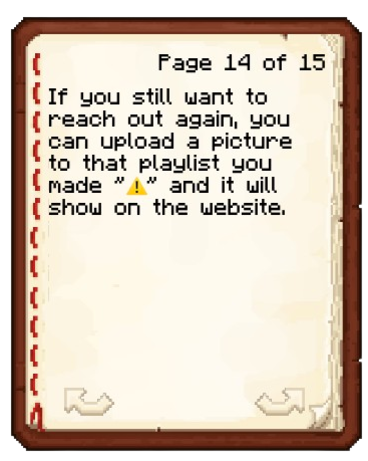 Page 14 of 15
If you still want to
reach out again, you
can upload a picture
to that playlist you
made "⚠️" and it will
show on the website.